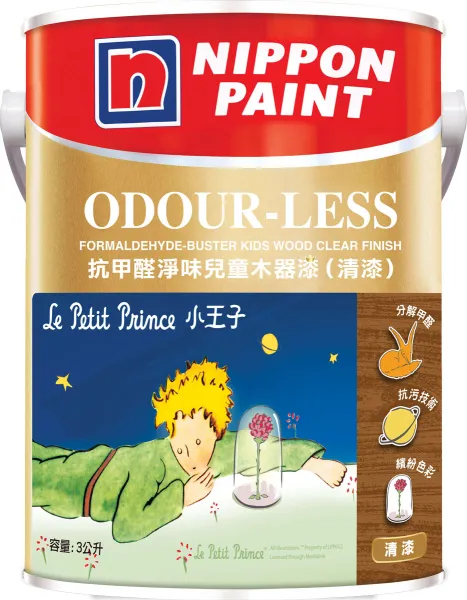 n
NIPPON
PAINT
ODOUR-LESS
FORMALDEHYDE-BUSTER KIDS WOOD CLEAR FINISH
抗甲醛淨味兒童木器漆（清漆）
Le Petit Prince 小王子
分解甲醛
抗污技術
繽紛色彩
容量: 3公升
Le Petit Prince
清漆